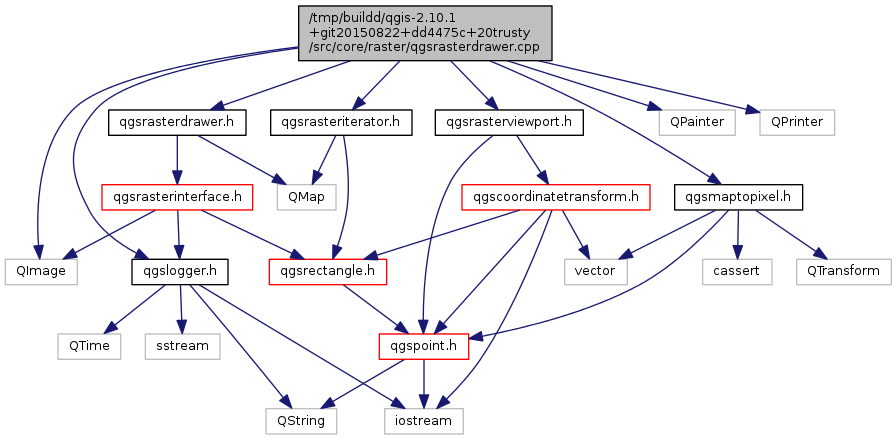 /tmp/buildd/qgis-2.10.1
+git20150822+dd4475c+20trusty
/src/core/raster/qgsrasterdrawer.cpp
qgsrasterdrawer.h
qgsrasteriterator.h
qgsrasterviewport.h
QPainter
QPrinter
qgsrasterinterface.h
QMap
qgscoordinatetransform.h
qgsmaptopixel.h
QImage
qgslogger.h
qgsrectangle.h
vector
cassert
QTransform
QTime
sstream
qgspoint.h
QString
iostream